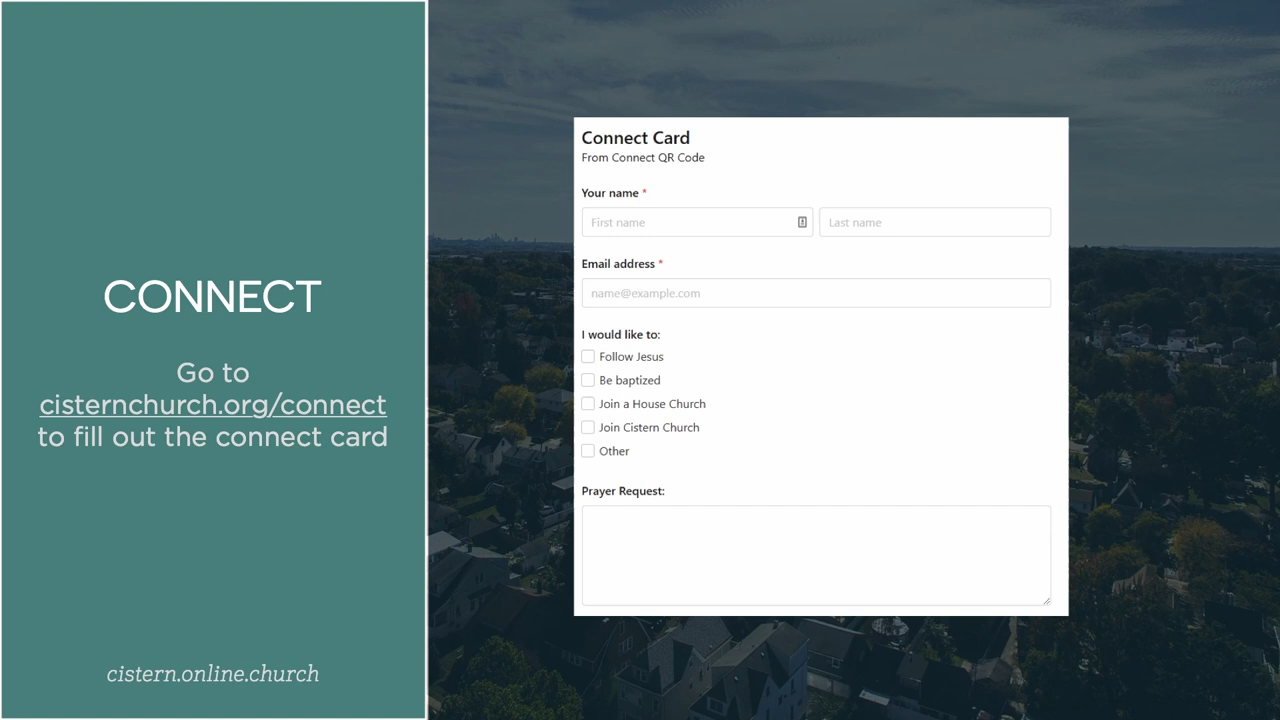 CONNECT
Go to
cisternchurch.org/connect
to fill out the connect card
cistern.online.church
Connect Card
From Connect QR Code
Your name *
First name
Last name
Email address *
name@example.com
I would like to:
Follow Jesus
Be baptized
Join a House Church
Join Cistern Church
Other
Prayer Request: